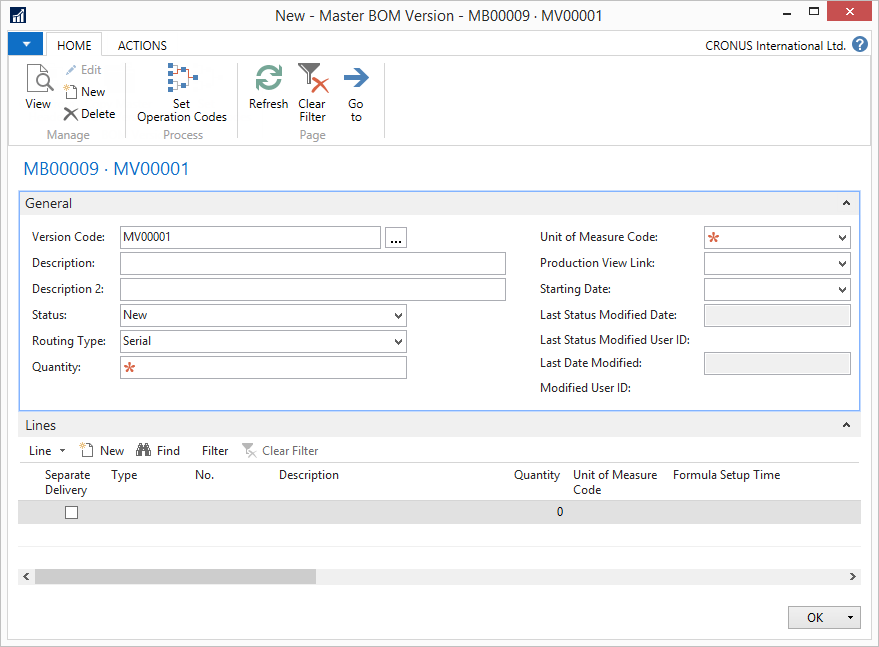 New - Master BOM Version - MB00009 · MV00001
HOME ACTIONS CRONUS International Ltd. ?
View
Edit
New
Delete
Manage
Set
Operation Codes
Process
Refresh
Clear
Filter
Go
to
Page
MB00009 · MV00001
General
Version Code: MV00001 ...
Description:
Description 2:
Status: New
Routing Type: Serial
Quantity: *
Unit of Measure Code: *
Production View Link:
Starting Date:
Last Status Modified Date:
Last Status Modified User ID:
Last Date Modified:
Modified User ID:
Lines
Line New Find Filter Clear Filter
Separate
Delivery
Type
No.
Description
Quantity
Unit of Measure
Code
Formula Setup Time
0
OK